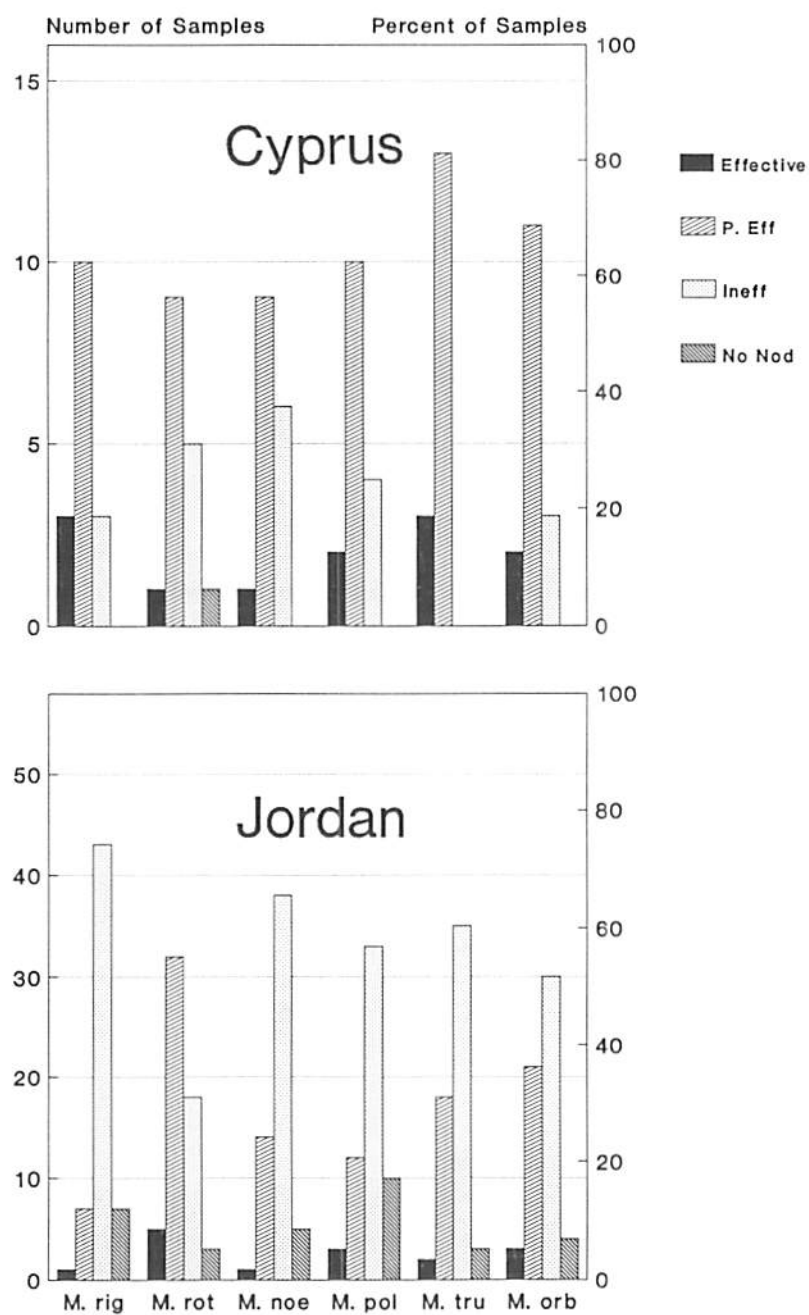 Number of Samples Percent of Samples
100
15
Cyprus
80
Effective
P. Eff
10
60
Ineff
No Nod
40
5
20
0 0
100
50
80
Jordan
40
60
30
40
20
20
10
0 0
M. rig M. rot M. noe M. pol M. tru M. orb